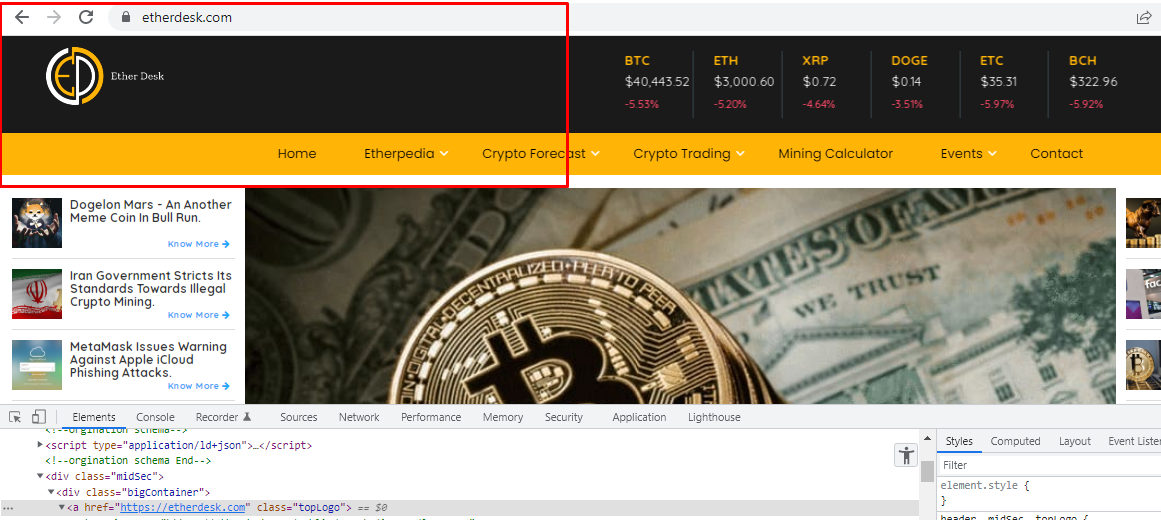 etherdesk.com
Ether Desk
BTC ETH XRP DOGE ETC BCH
$40,443.52 $3,000.60 $0.72 $0.14 $35.31 $322.96
-5.53% -5.20% -4.64% -3.51% -5.97% -5.92%
Home Etherpedia Crypto Forecast Crypto Trading Mining Calculator Events Contact
Dogelon Mars - An Another
Meme Coin In Bull Run.
Know More
Iran Government Stricts Its
Standards Towards Illegal
Crypto Mining.
Know More
MetaMask Issues Warning
Against Apple iCloud
Phishing Attacks.
Know More
DIGITAL DECENTRALIZED PEER TO PEER
WE TRUST
Elements Console Recorder Sources Network Performance Memory Security Application Lighthouse
<!--orgination schema-->
<script type="application/ld+json">…</script>
<!--orgination schema End-->
<div class="midSec">
<div class="bigContainer">
<a href="https://etherdesk.com" class="topLogo"> == $0
Styles Computed Layout Event Listen
Filter
element.style {
}
header .midSec .topLogo {